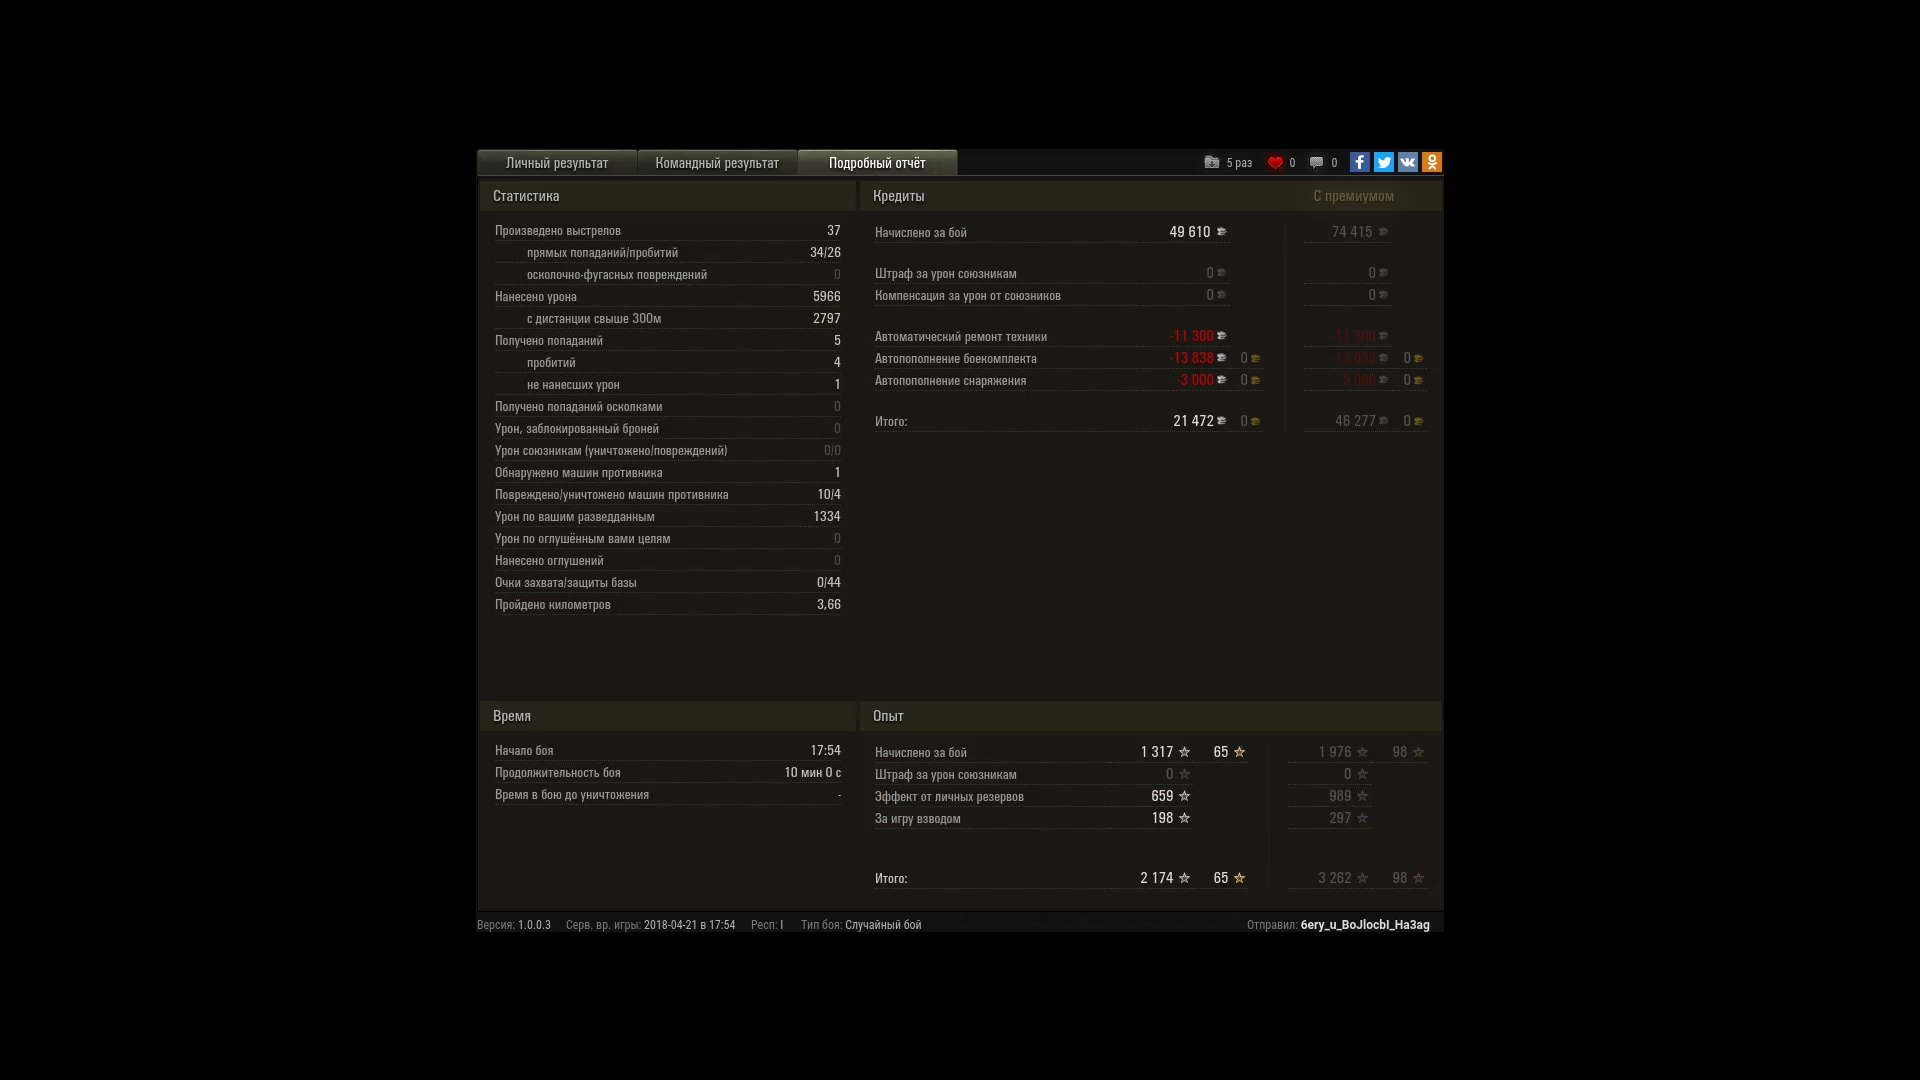 Личный результат Командный результат Подробный отчёт 5 раз 0 0
Статистика
Произведено выстрелов 37
прямых попаданий/пробитий 34/26
осколочно-фугасных повреждений 0
Нанесено урона 5966
с дистанции свыше 300м 2797
Получено попаданий 5
пробитий 4
не нанесших урон 1
Получено попаданий осколками 0
Урон, заблокированный броней 0
Урон союзникам (уничтожено/повреждений) 0/0
Обнаружено машин противника 1
Повреждено/уничтожено машин противника 10/4
Урон по вашим разведданным 1334
Урон по оглушённым вами целям 0
Нанесено оглушений 0
Очки захвата/защиты базы 0/44
Пройдено километров 3,66
Кредиты С премиумом
Начислено за бой 49 610 74 415
Штраф за урон союзникам 0 0
Компенсация за урон от союзников 0 0
Автоматический ремонт техники -11 300 -11 300
Автопополнение боекомплекта -13 838 0 -13 838 0
Автопополнение снаряжения -3 000 0 -3 000 0
Итого: 21 472 0 46 277 0
Время
Начало боя 17:54
Продолжительность боя 10 мин 0 с
Время в бою до уничтожения -
Опыт
Начислено за бой 1 317 65 1 976 98
Штраф за урон союзникам 0 0
Эффект от личных резервов 659 989
За игру взводом 198 297
Итого: 2 174 65 3 262 98
Версия: 1.0.0.3 Серв. вр. игры: 2018-04-21 в 17:54 Респ: I Тип боя: Случайный бой Отправил: 6ery_u_BoJlocbI_Ha3ag